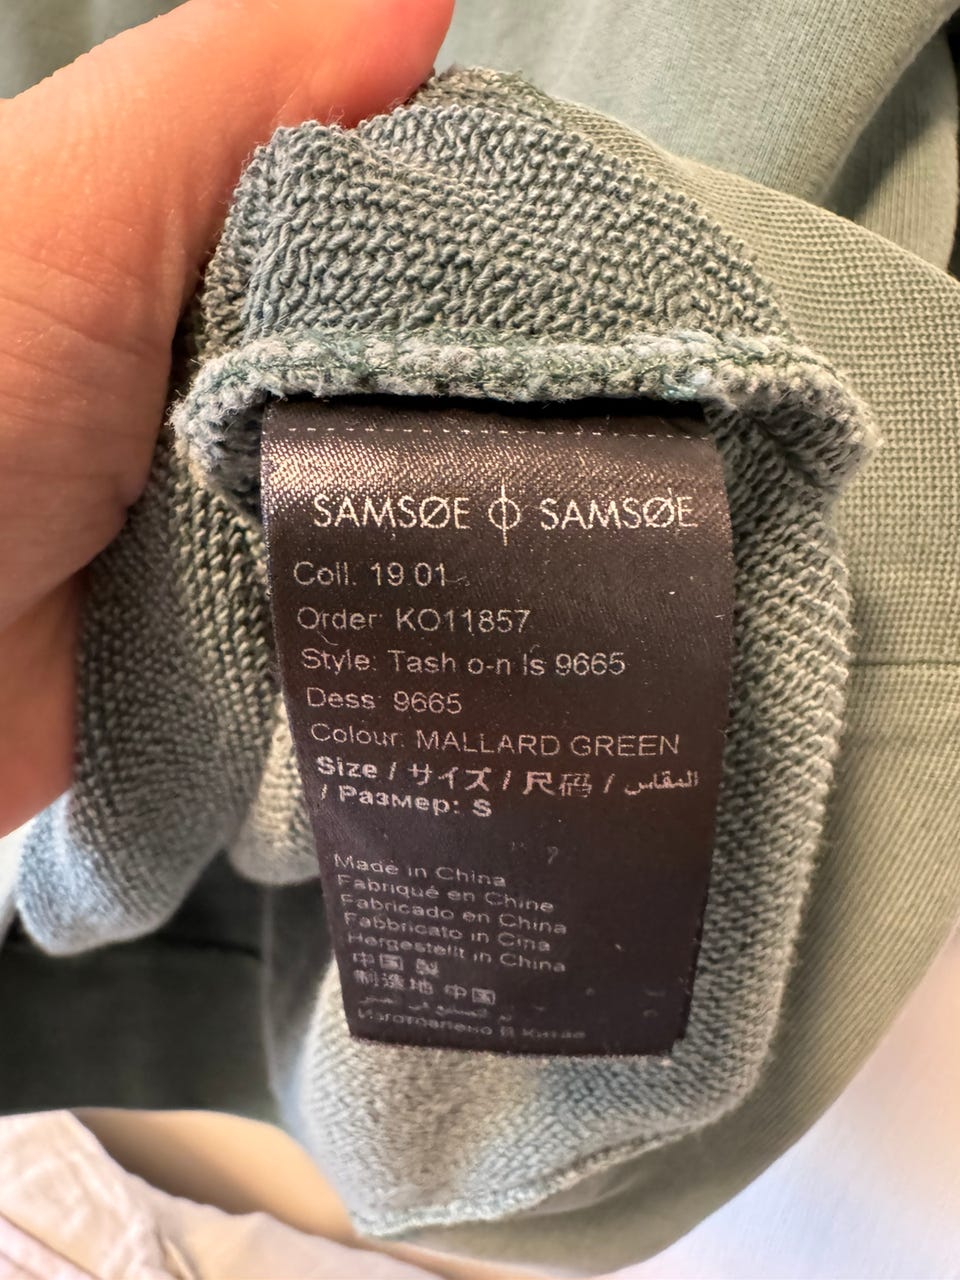 SAMSØE ϕ SAMSØE
Coll. 19.01
Order: KO11857
Style: Tash o-n ls 9665
Dess: 9665
Colour: MALLARD GREEN
Size / サイズ / 尺码 / المقاس
/ Размер: S
Made in China
Fabriqué en Chine
Fabricado en China
Fabbricato in Cina
Hergestellt in China
中国 製
制造地 中国
Изготовлено В Китае